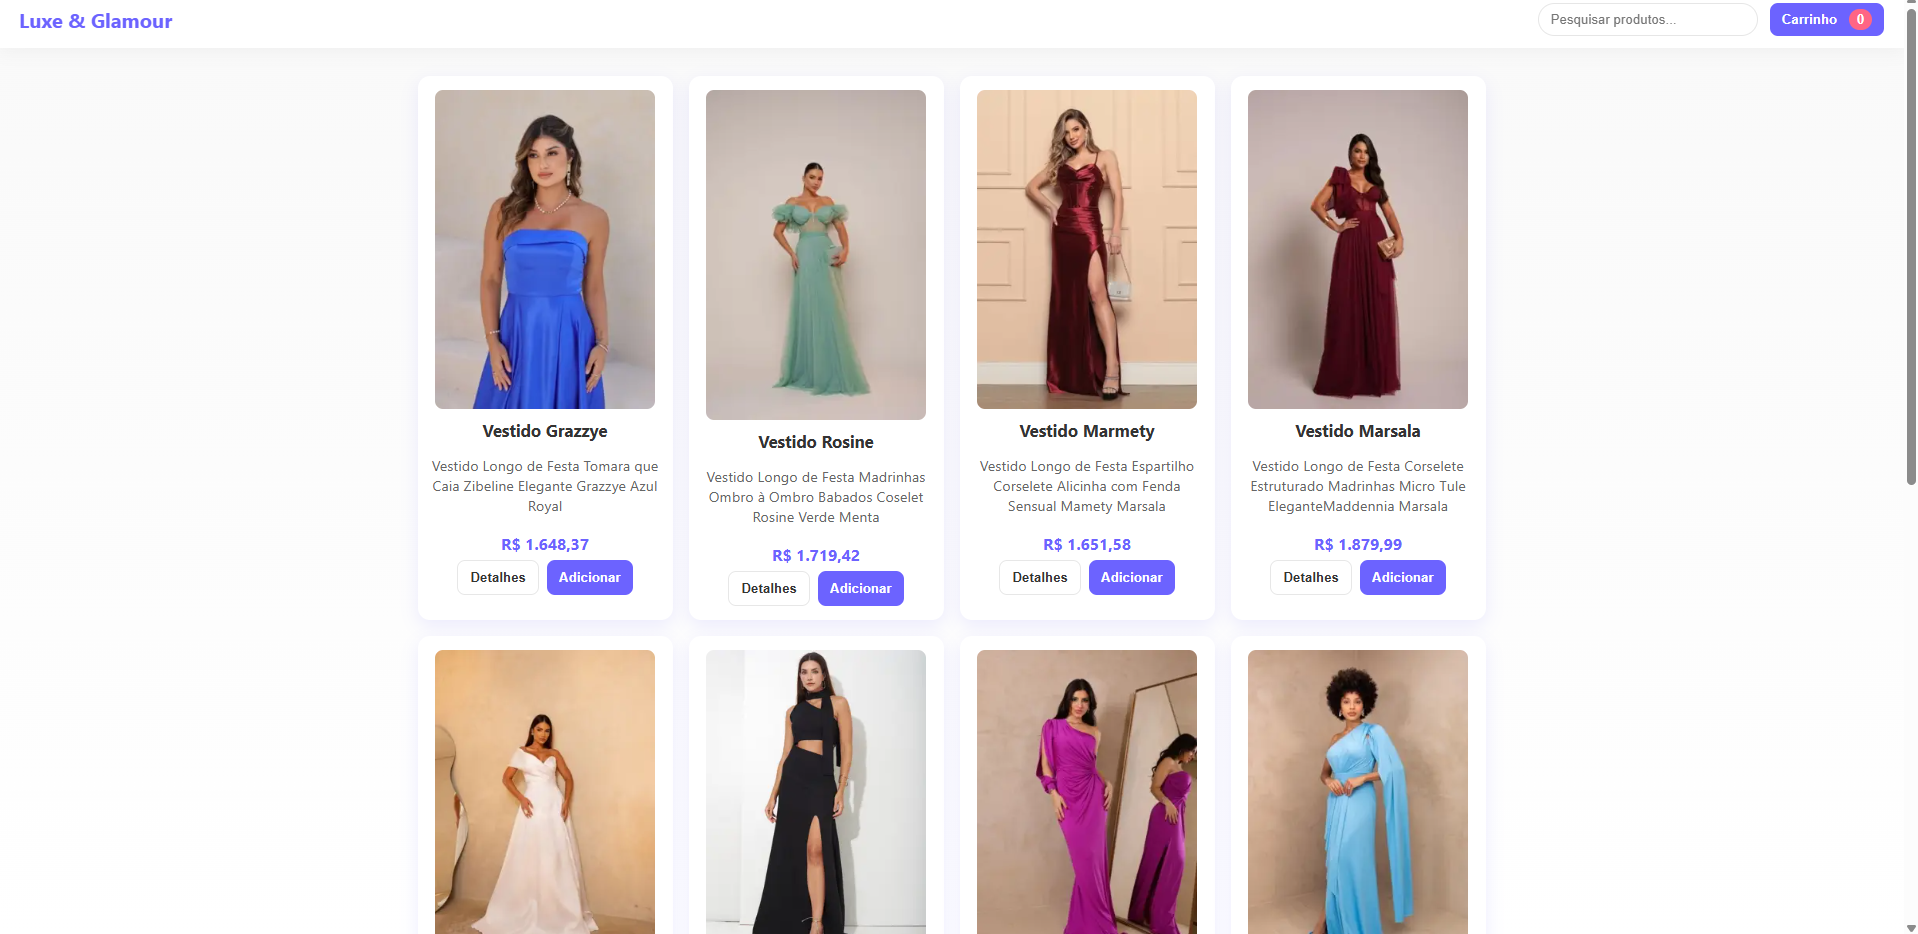 Luxe & Glamour
Pesquisar produtos...
Carrinho 0
Vestido Grazzye
Vestido Longo de Festa Tomara que
Caia Zibeline Elegante Grazzye Azul
Royal
R$ 1.648,37
Detalhes
Adicionar
Vestido Rosine
Vestido Longo de Festa Madrinhas
Ombro à Ombro Babados Coselet
Rosine Verde Menta
R$ 1.719,42
Detalhes
Adicionar
Vestido Marmety
Vestido Longo de Festa Espartilho
Corselete Alicinha com Fenda
Sensual Mamety Marsala
R$ 1.651,58
Detalhes
Adicionar
Vestido Marsala
Vestido Longo de Festa Corselete
Estruturado Madrinhas Micro Tule
EleganteMaddennia Marsala
R$ 1.879,99
Detalhes
Adicionar